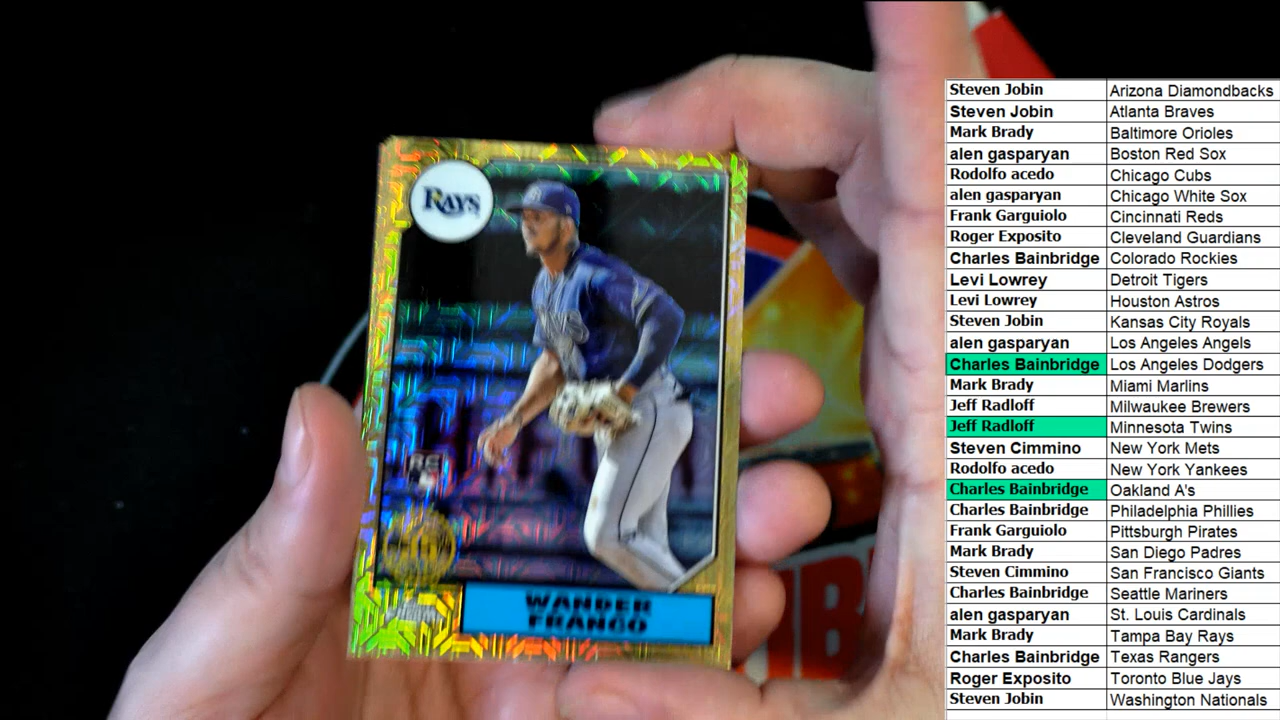 RAYS
RC
WANDER
FRANCO
Steven Jobin Arizona Diamondbacks
Steven Jobin Atlanta Braves
Mark Brady Baltimore Orioles
alen gasparyan Boston Red Sox
Rodolfo acedo Chicago Cubs
alen gasparyan Chicago White Sox
Frank Garguiolo Cincinnati Reds
Roger Exposito Cleveland Guardians
Charles Bainbridge Colorado Rockies
Levi Lowrey Detroit Tigers
Levi Lowrey Houston Astros
Steven Jobin Kansas City Royals
alen gasparyan Los Angeles Angels
Charles Bainbridge Los Angeles Dodgers
Mark Brady Miami Marlins
Jeff Radloff Milwaukee Brewers
Jeff Radloff Minnesota Twins
Steven Cimmino New York Mets
Rodolfo acedo New York Yankees
Charles Bainbridge Oakland A's
Charles Bainbridge Philadelphia Phillies
Frank Garguiolo Pittsburgh Pirates
Mark Brady San Diego Padres
Steven Cimmino San Francisco Giants
Charles Bainbridge Seattle Mariners
alen gasparyan St. Louis Cardinals
Mark Brady Tampa Bay Rays
Charles Bainbridge Texas Rangers
Roger Exposito Toronto Blue Jays
Steven Jobin Washington Nationals